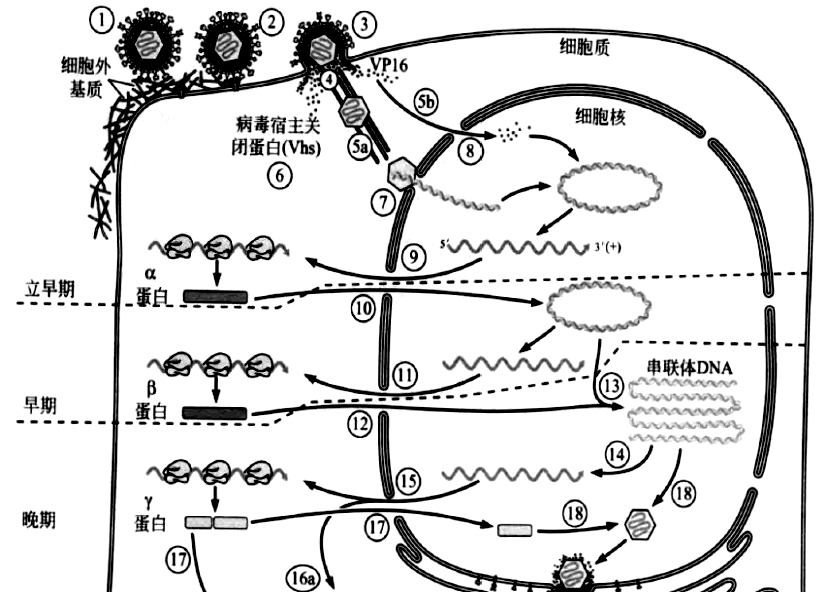 ①
②
③
细胞外
基质
④
VP16
细胞质
⑤b
细胞核
病毒宿主关
闭蛋白(Vhs)
⑤a
⑥
⑧
⑦
5'
3'(+)
⑨
α
蛋白
立早期
⑩
⑪
串联体DNA
β
蛋白
⑬
早期
⑫
⑭
⑮
⑱
γ
蛋白
晚期
⑰
⑱
⑰
16a